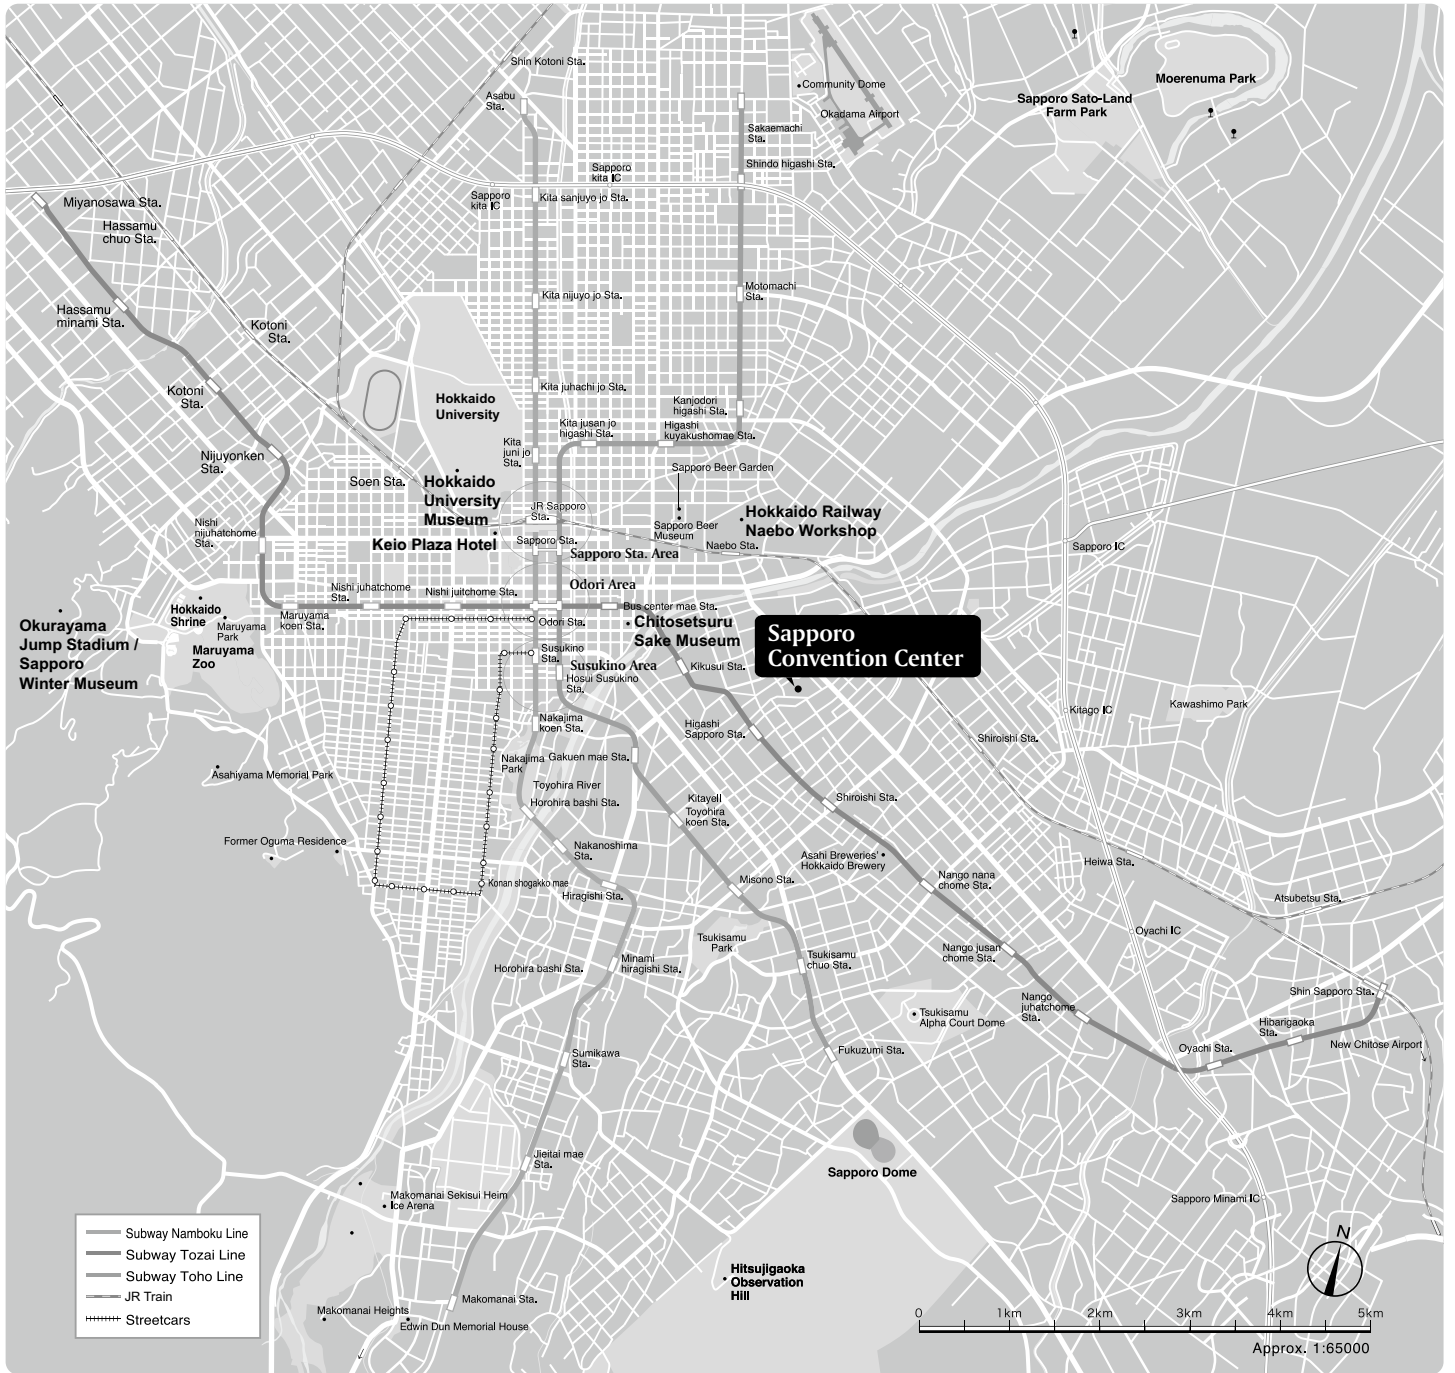 Shin Kotoni Sta.
Asabu
Sta.
Community Dome
Okadama Airport
Moerenuma Park
Sapporo Sato-Land
Farm Park
Sakaemachi
Sta.
Shindo higashi Sta.
Sapporo
kita IC
Sapporo
kita IC
Kita sanjuyo jo Sta.
Miyanosawa Sta.
Hassamu
chuo Sta.
Hassamu
minami Sta.
Kotoni
Sta.
Kita nijuyo jo Sta.
Motomachi
Sta.
Kotoni
Sta.
Hokkaido
University
Kita juhachi jo Sta.
Kanjodori
higashi Sta.
Kita jusan jo
higashi Sta.
Higashi
kuyakushomae Sta.
Kita
juni jo
Sta.
Nijuyonken
Sta.
Soen Sta.
Hokkaido
University
Museum
Sapporo Beer Garden
JR Sapporo
Sta.
Sapporo Beer
Museum
Hokkaido Railway
Naebo Workshop
Nishi
nijuhatchome
Sta.
Keio Plaza Hotel
Sapporo Sta.
Sapporo Sta. Area
Naebo Sta.
Sapporo IC
Odori Area
Nishi juhatchome
Sta.
Nishi juitchome Sta.
Bus center mae Sta.
Hokkaido
Shrine
Maruyama
Park
Maruyama
koen Sta.
Maruyama
Zoo
Odori Sta.
Chitosetsuru
Sake Museum
Okurayama
Jump Stadium /
Sapporo
Winter Museum
Sapporo
Convention Center
Susukino
Sta.
Susukino Area
Hosui Susukino
Sta.
Kikusui Sta.
Nakajima
koen Sta.
Higashi
Sapporo Sta.
Kitago IC
Kawashimo Park
Shiroishi Sta.
Nakajima
Park
Gakuen mae Sta.
Asahiyama Memorial Park
Toyohira River
Horohira bashi Sta.
Kitayell
Toyohira
koen Sta.
Shiroishi Sta.
Former Oguma Residence
Nakanoshima
Sta.
Asahi Breweries'
Hokkaido Brewery
Heiwa Sta.
Konan shogakko mae
Hiragishi Sta.
Misono Sta.
Nango nana
chome Sta.
Atsubetsu Sta.
Tsukisamu
Park
Oyachi IC
Nango jusan
chome Sta.
Horohira bashi Sta.
Minami
hiragishi Sta.
Tsukisamu
chuo Sta.
Nango
juhatchome
Sta.
Shin Sapporo Sta.
Tsukisamu
Alpha Court Dome
Hibarigaoka
Sta.
New Chitose Airport
Oyachi Sta.
Sumikawa
Sta.
Fukuzumi Sta.
Jieitai mae
Sta.
Sapporo Dome
Makomanai Sekisui Heim
Ice Arena
Sapporo Minami IC
Subway Namboku Line
Subway Tozai Line
Subway Toho Line
JR Train
Streetcars
Hitsujigaoka
Observation
Hill
Makomanai Sta.
Makomanai Heights
Edwin Dun Memorial House
N
0 1km 2km 3km 4km 5km
Approx. 1:65000